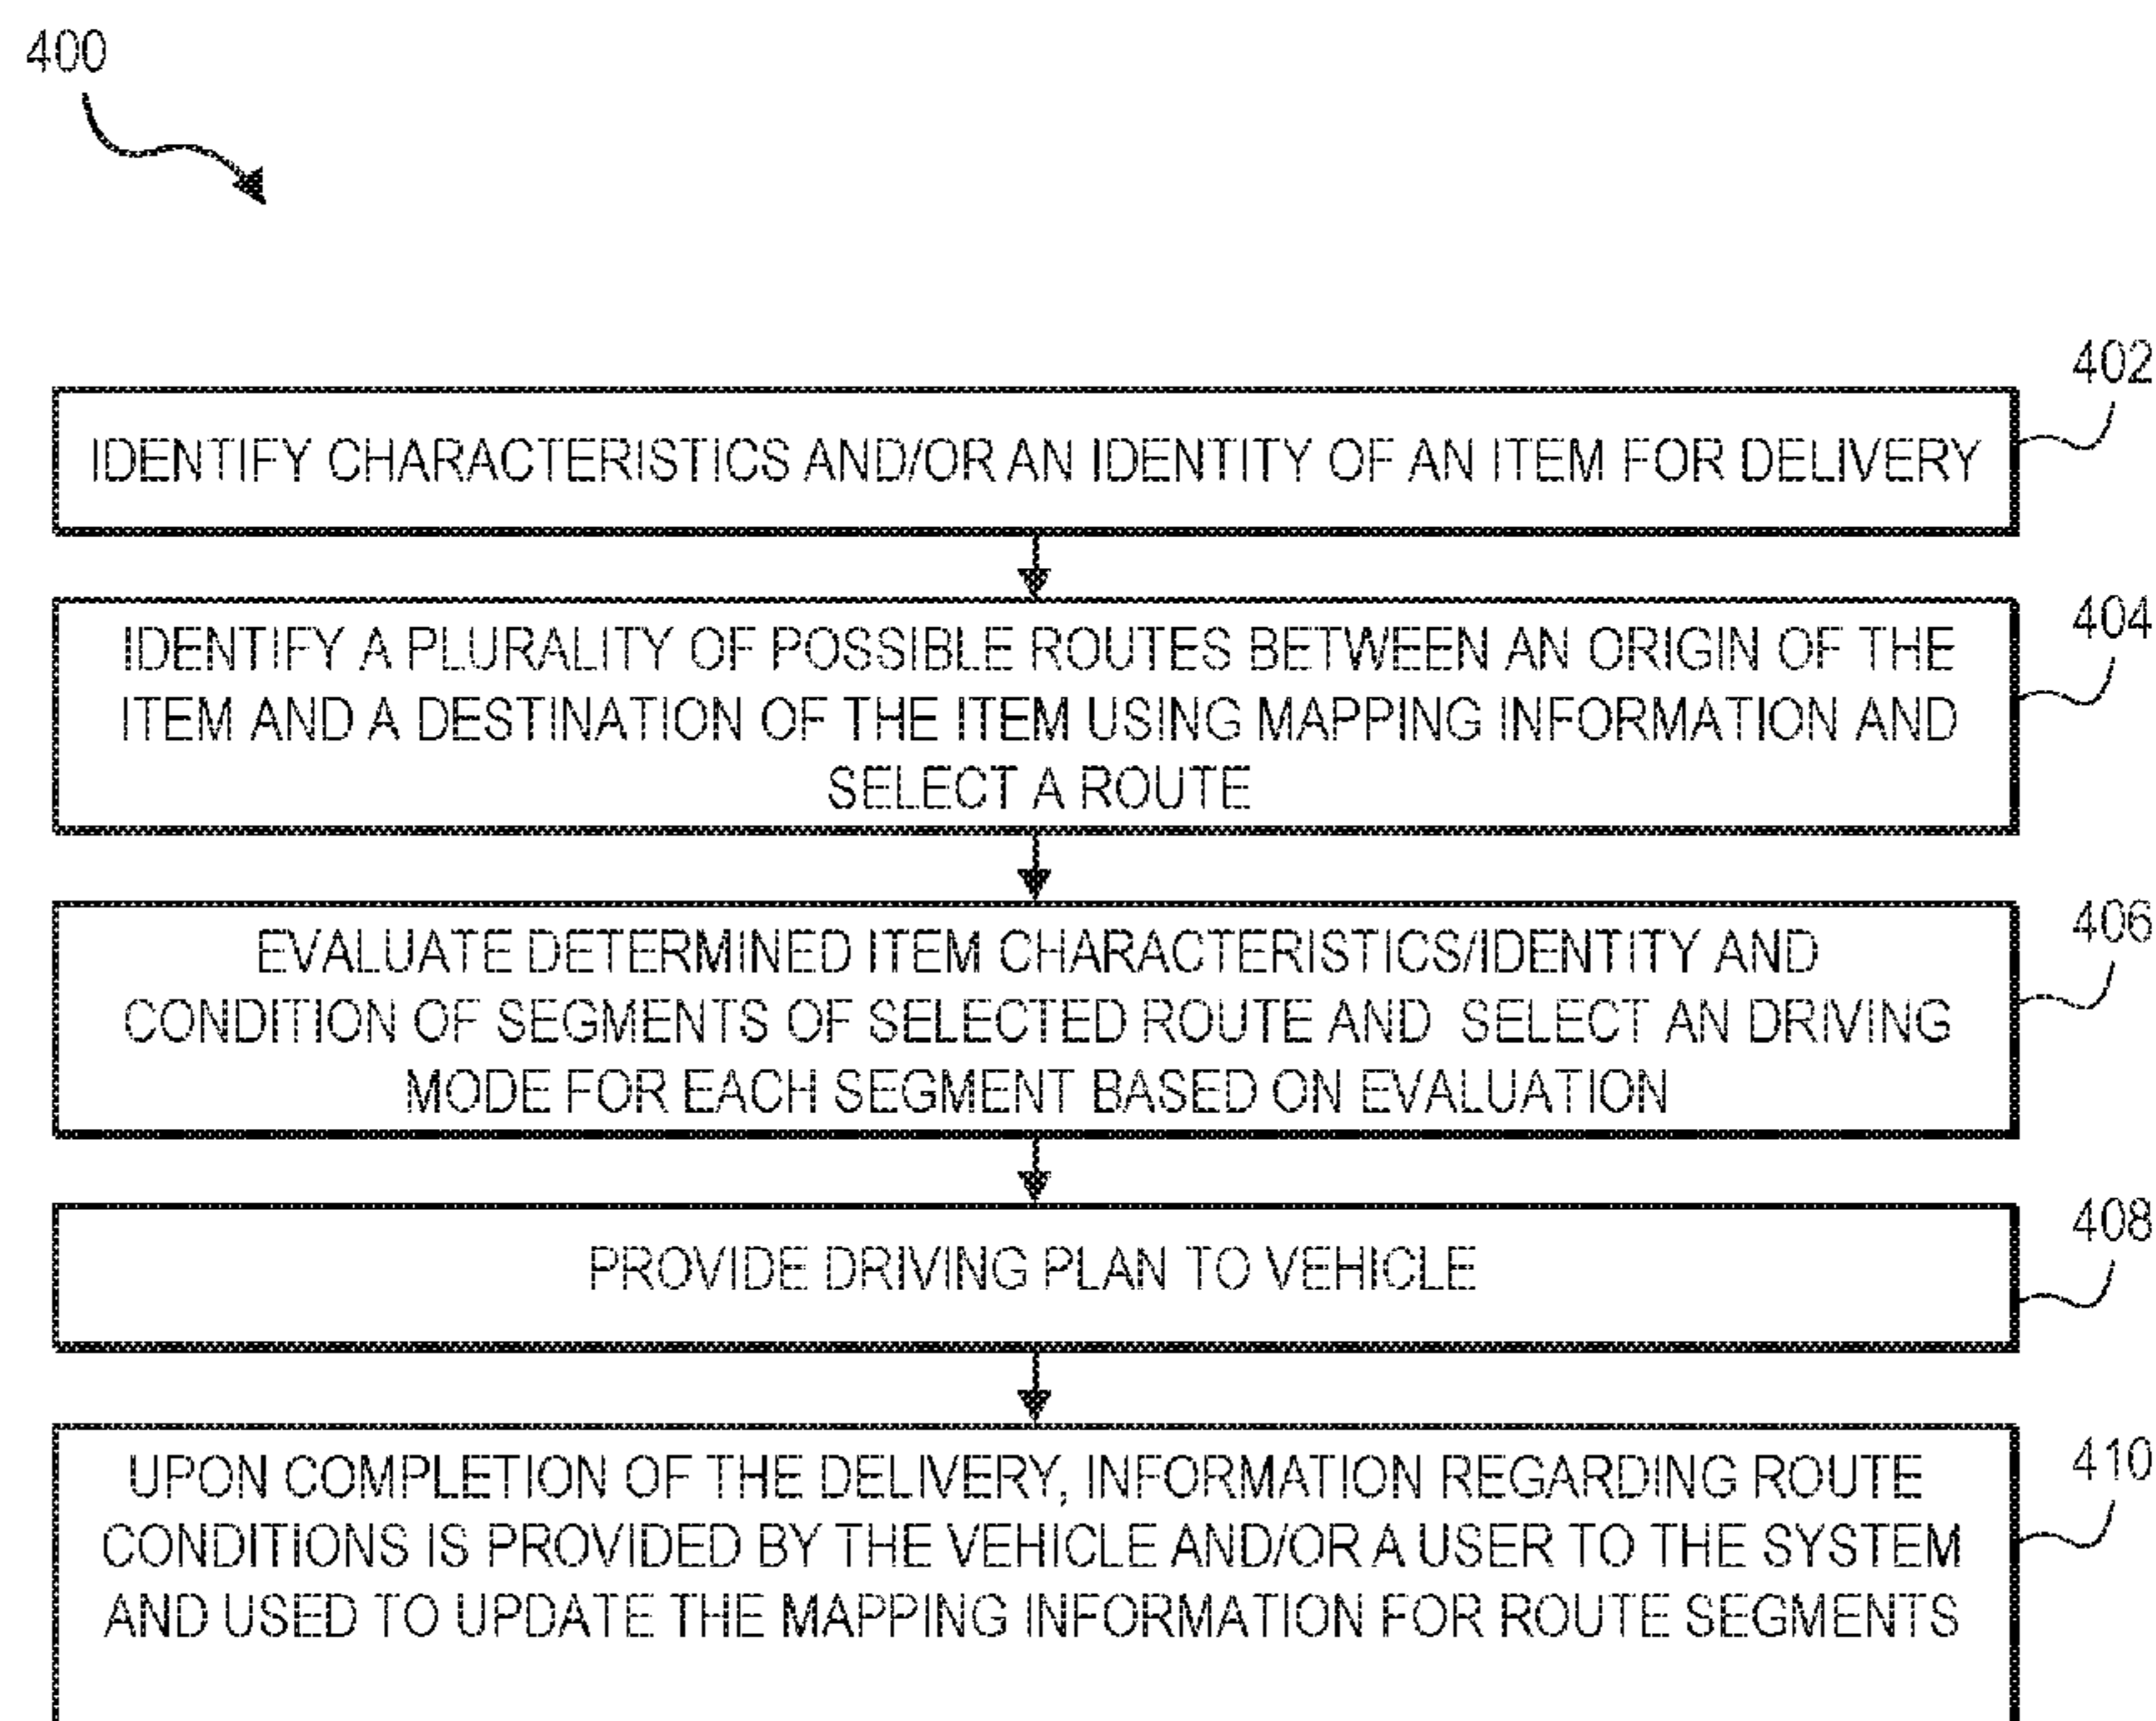 400
402
IDENTIFY CHARACTERISTICS AND/OR AN IDENTITY OF AN ITEM FOR DELIVERY
404
IDENTIFY A PLURALITY OF POSSIBLE ROUTES BETWEEN AN ORIGIN OF THE
ITEM AND A DESTINATION OF THE ITEM USING MAPPING INFORMATION AND
SELECT A ROUTE
406
EVALUATE DETERMINED ITEM CHARACTERISTICS/IDENTITY AND
CONDITION OF SEGMENTS OF SELECTED ROUTE AND SELECT AN DRIVING
MODE FOR EACH SEGMENT BASED ON EVALUATION
408
PROVIDE DRIVING PLAN TO VEHICLE
410
UPON COMPLETION OF THE DELIVERY, INFORMATION REGARDING ROUTE
CONDITIONS IS PROVIDED BY THE VEHICLE AND/OR A USER TO THE SYSTEM
AND USED TO UPDATE THE MAPPING INFORMATION FOR ROUTE SEGMENTS